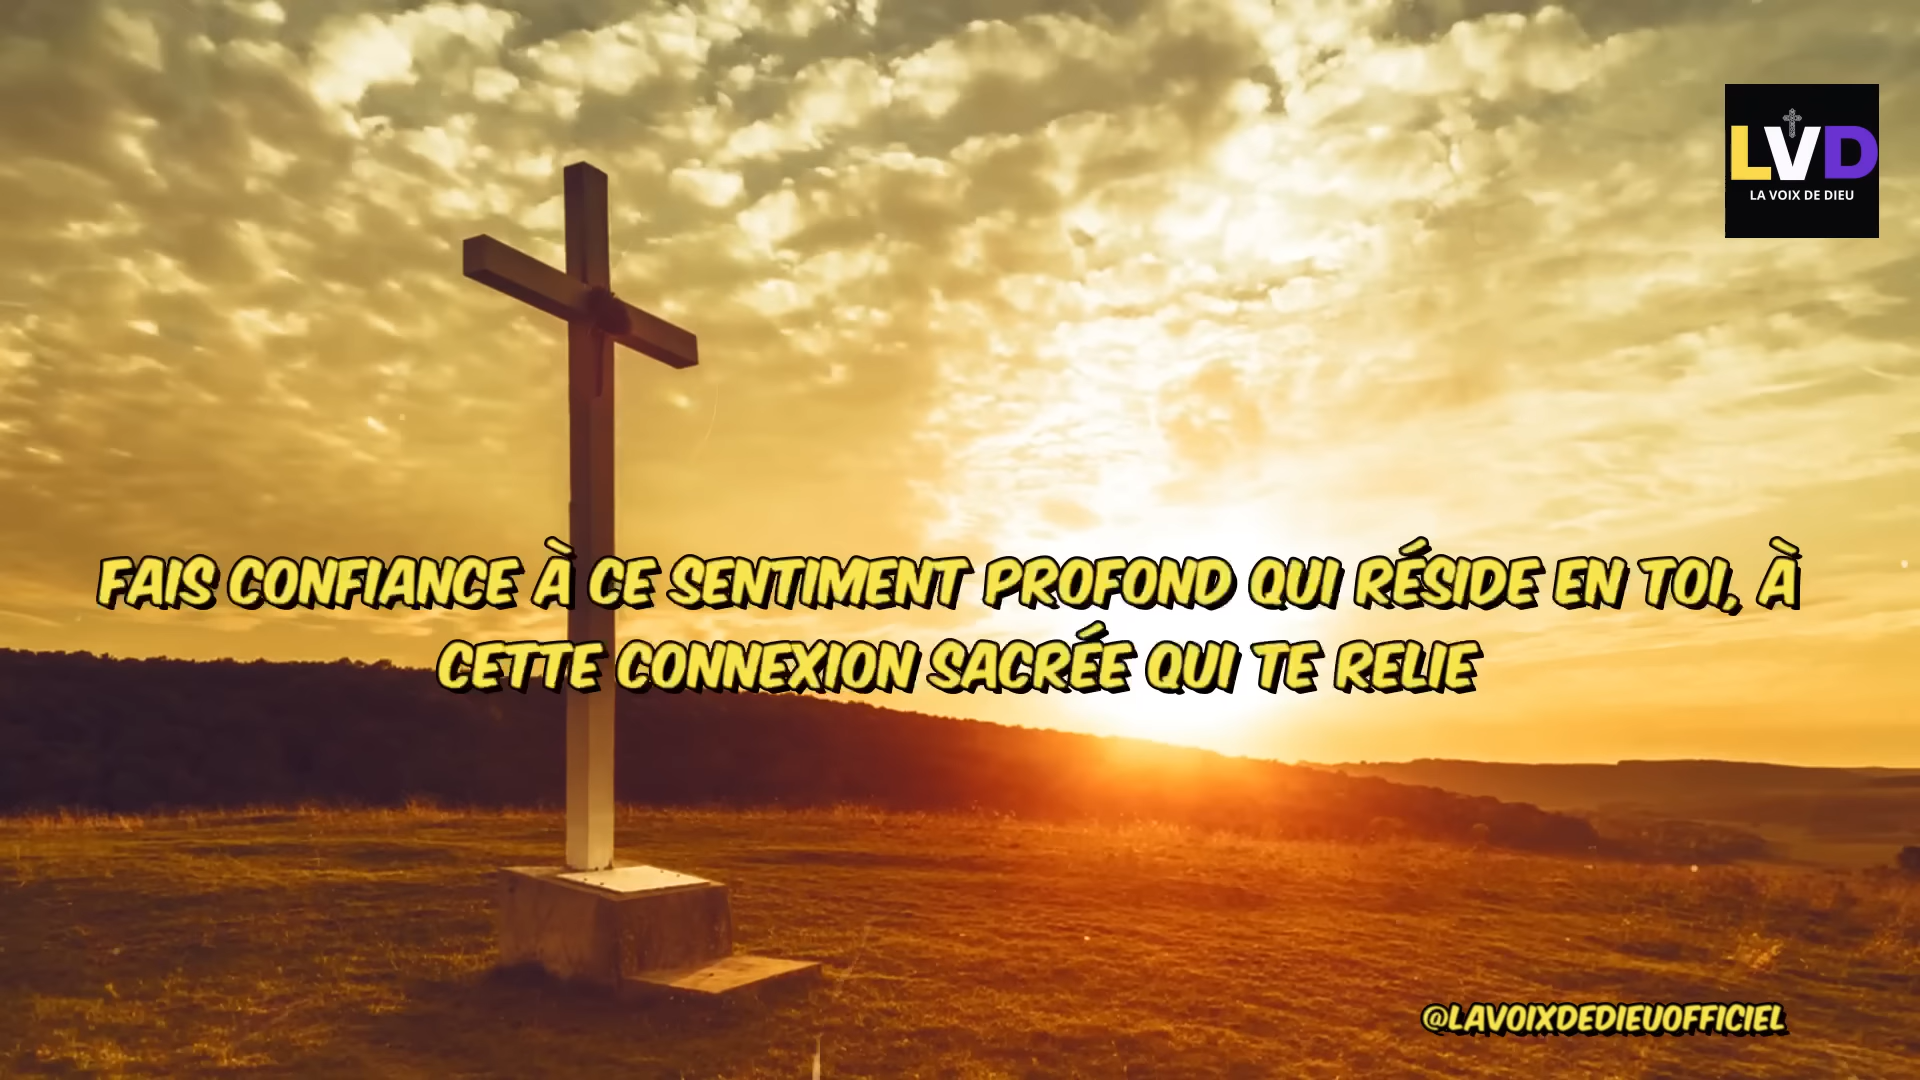 LVD
LA VOIX DE DIEU
FAIS CONFIANCE À CE SENTIMENT PROFOND QUI RÉSIDE EN TOI, À
CETTE CONNEXION SACRÉE QUI TE RELIE
@LAVOIXDEDIEUOFFICIEL